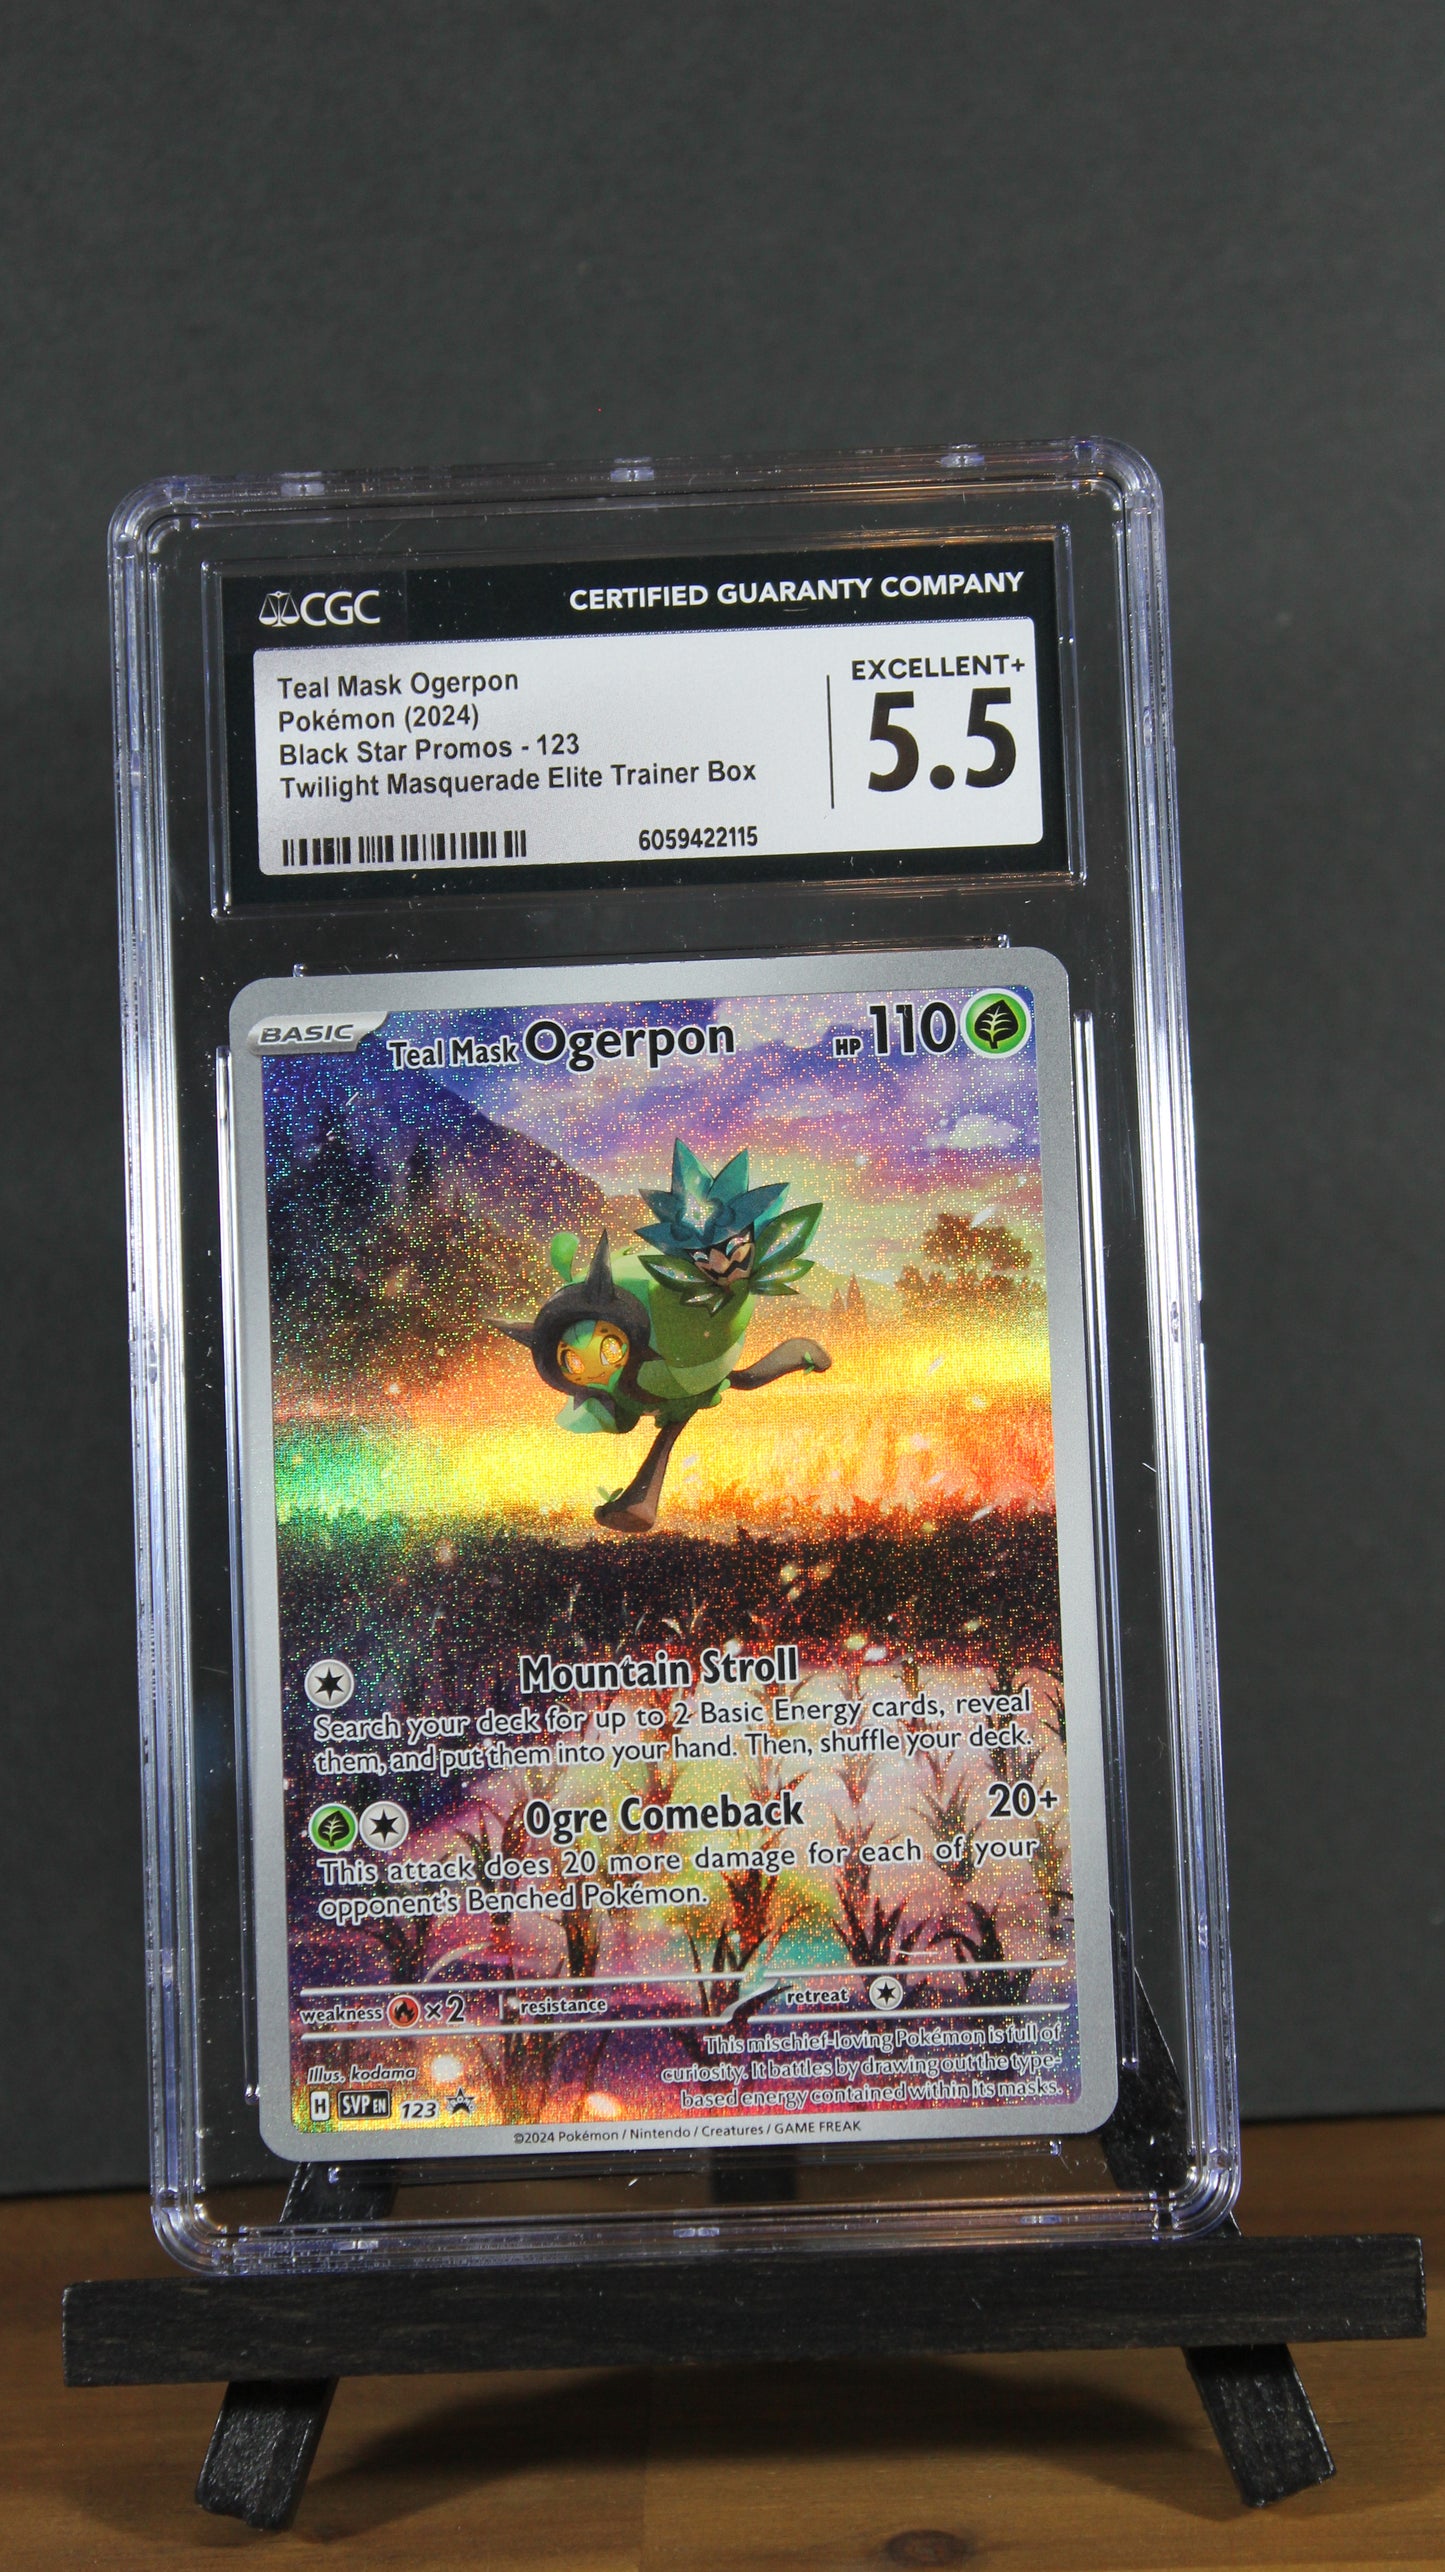 CGC
CERTIFIED GUARANTY COMPANY
Teal Mask Ogerpon
Pokémon (2024)
Black Star Promos - 123
Twilight Masquerade Elite Trainer Box
6059422115
EXCELLENT+
5.5
BASIC
Teal Mask Ogerpon
HP 110
Mountain Stroll
Search your deck for up to 2 Basic Energy cards, reveal
them, and put them into your hand. Then, shuffle your deck.
Ogre Comeback 20+
This attack does 20 more damage for each of your
opponent's Benched Pokémon.
weakness ×2 resistance retreat
This mischief-loving Pokémon is full of
curiosity. It battles by drawing out the type-
based energy contained within its masks.
Illus. kodama
H SVP EN 123
©2024 Pokémon / Nintendo / Creatures / GAME FREAK